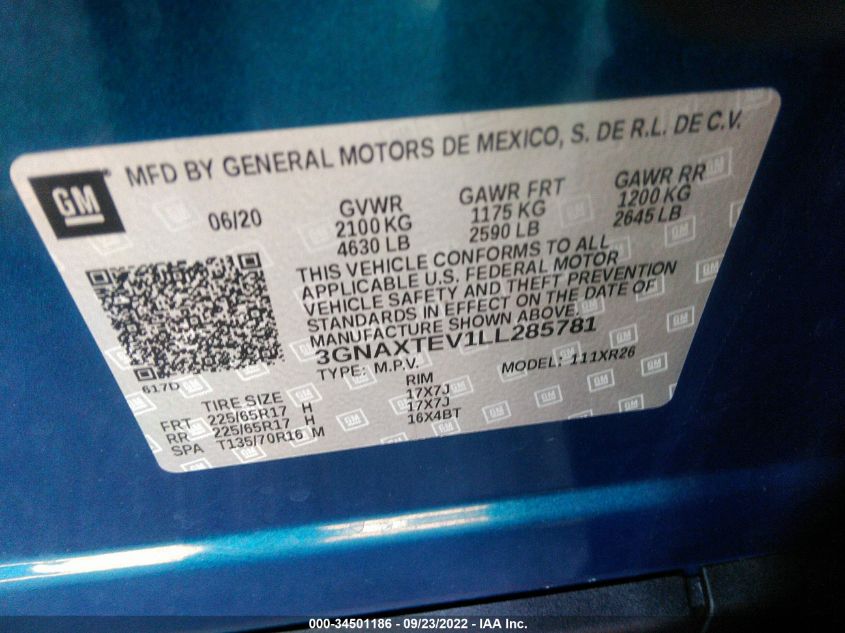 GM
MFD BY GENERAL MOTORS DE MEXICO, S. DE R.L. DE C.V.
06/20 GVWR GAWR FRT GAWR RR
2100 KG 1175 KG 1200 KG
4630 LB 2590 LB 2645 LB
THIS VEHICLE CONFORMS TO ALL
APPLICABLE U.S. FEDERAL MOTOR
VEHICLE SAFETY AND THEFT PREVENTION
STANDARDS IN EFFECT ON THE DATE OF
MANUFACTURE SHOWN ABOVE.
3GNAXTEV1LL285781
TYPE: M.P.V. MODEL: 111XR26
617D
TIRE SIZE RIM
FRT 225/65R17 H 17X7J
RR 225/65R17 H 17X7J
SPA T135/70R16 M 16X4BT
000-34501186 - 09/23/2022 - IAA Inc.